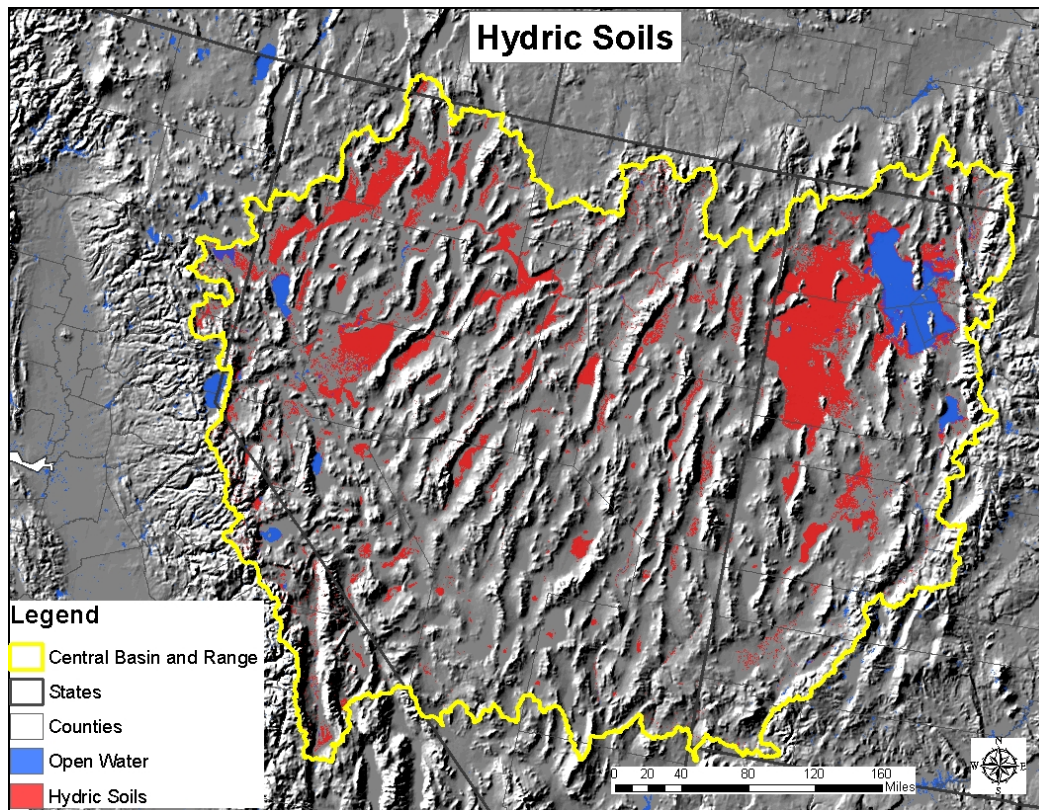 Hydric Soils
Legend
Central Basin and Range
States
Counties
Open Water
Hydric Soils
0 20 40 80 120 160
Miles
N
W E
S